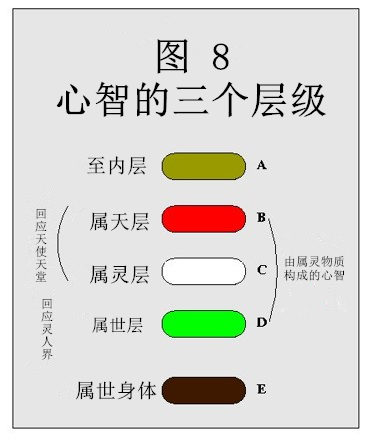 图 8
心智的三个层级
至内层 A
属天层 B
属灵层 C
属世层 D
属世身体 E
回应天使天堂
回应灵人界
由属灵物质
构成的心智